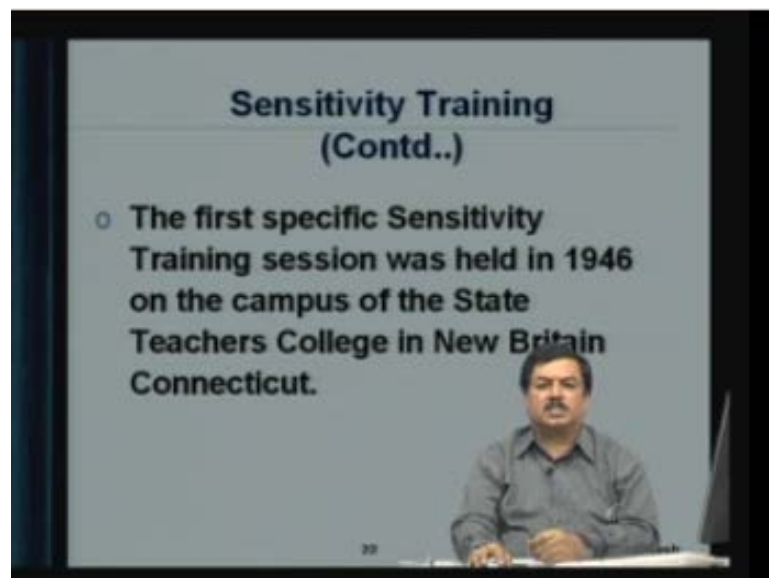 Sensitivity Training
(Contd..)
o The first specific Sensitivity
Training session was held in 1946
on the campus of the State
Teachers College in New Britain
Connecticut.